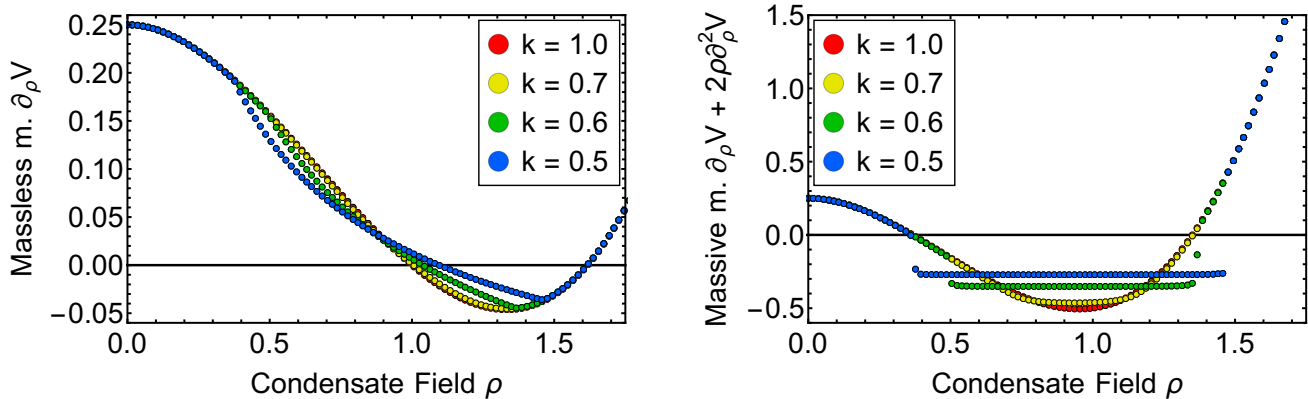 Massless m. ∂ρV
0.25
0.20
0.15
0.10
0.05
0.00
−0.05
0.0 0.5 1.0 1.5
Condensate Field ρ
k = 1.0
k = 0.7
k = 0.6
k = 0.5
Massive m. ∂ρV + 2ρ∂²ρV
1.5
1.0
0.5
0.0
−0.5
0.0 0.5 1.0 1.5
Condensate Field ρ
k = 1.0
k = 0.7
k = 0.6
k = 0.5